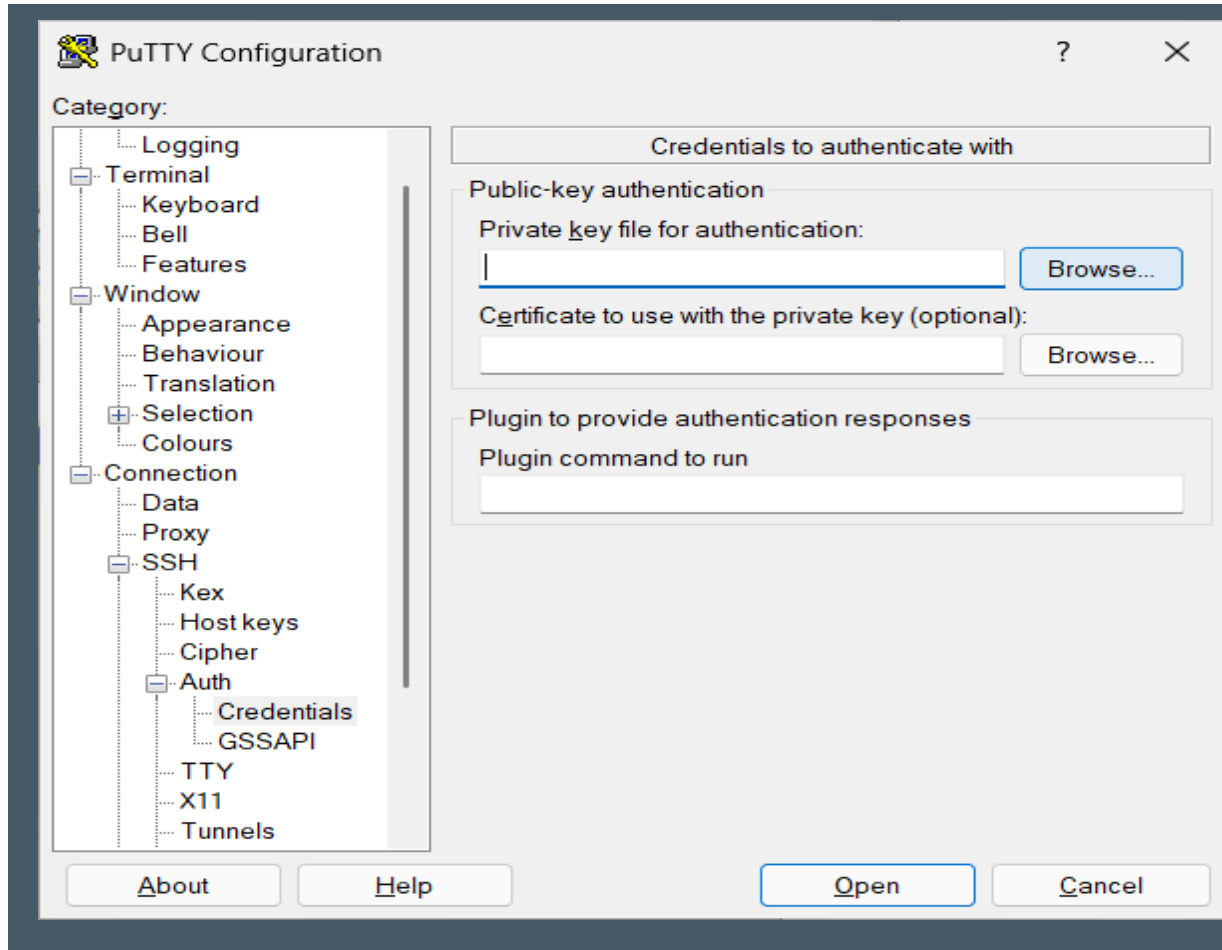 PuTTY Configuration
?
Category:
Logging
Terminal
Keyboard
Bell
Features
Window
Appearance
Behaviour
Translation
Selection
Colours
Connection
Data
Proxy
SSH
Kex
Host keys
Cipher
Auth
Credentials
GSSAPI
TTY
X11
Tunnels
Credentials to authenticate with
Public-key authentication
Private key file for authentication:
Browse...
Certificate to use with the private key (optional):
Browse...
Plugin to provide authentication responses
Plugin command to run
About
Help
Open
Cancel